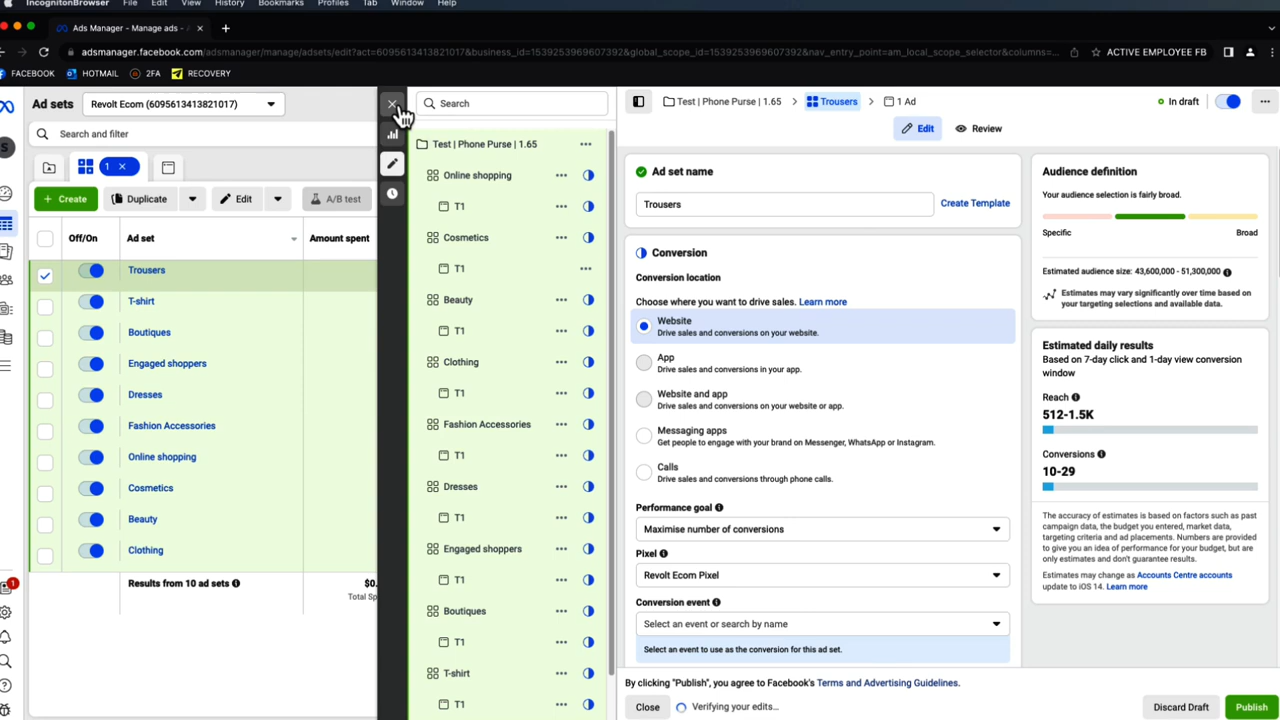 IncognitonBrowser File Edit View History Bookmarks Profiles Tab Window Help
Ads Manager - Manage ads -
adsmanager.facebook.com/adsmanager/manage/adsets/edit?act=6095613413821017&business_id=1539253969607392&global_scope_id=1539253969607392&nav_entry_point=am_local_scope_selector&columns=...
ACTIVE EMPLOYEE FB
FACEBOOK HOTMAIL 2FA RECOVERY
Ad sets
Revolt Ecom (6095613413821017)
Search and filter
1
+ Create
Duplicate
Edit
A/B test
Off/On Ad set Amount spent
Trousers
T-shirt
Boutiques
Engaged shoppers
Dresses
Fashion Accessories
Online shopping
Cosmetics
Beauty
Clothing
Results from 10 ad sets
$0.
Total Sp
S
1
Search
Test | Phone Purse | 1.65
Online shopping
T1
Cosmetics
T1
Beauty
T1
Clothing
T1
Fashion Accessories
T1
Dresses
T1
Engaged shoppers
T1
Boutiques
T1
T-shirt
T1
Test | Phone Purse | 1.65 > Trousers > 1 Ad
In draft
Edit
Review
Ad set name
Trousers
Create Template
Conversion
Conversion location
Choose where you want to drive sales. Learn more
Website
Drive sales and conversions on your website.
App
Drive sales and conversions in your app.
Website and app
Drive sales and conversions on your website or app.
Messaging apps
Get people to engage with your brand on Messenger, WhatsApp or Instagram.
Calls
Drive sales and conversions through phone calls.
Performance goal
Maximise number of conversions
Pixel
Revolt Ecom Pixel
Conversion event
Select an event or search by name
Select an event to use as the conversion for this ad set.
By clicking "Publish", you agree to Facebook's Terms and Advertising Guidelines.
Close
Verifying your edits...
Discard Draft
Publish
Audience definition
Your audience selection is fairly broad.
Specific Broad
Estimated audience size: 43,600,000 - 51,300,000
Estimates may vary significantly over time based on
your targeting selections and available data.
Estimated daily results
Based on 7-day click and 1-day view conversion
window
Reach
512-1.5K
Conversions
10-29
The accuracy of estimates is based on factors such as past
campaign data, the budget you entered, market data,
targeting criteria and ad placements. Numbers are provided
to give you an idea of performance for your budget, but are
only estimates and don't guarantee results.
Estimates may change as Accounts Centre accounts
update to iOS 14. Learn more